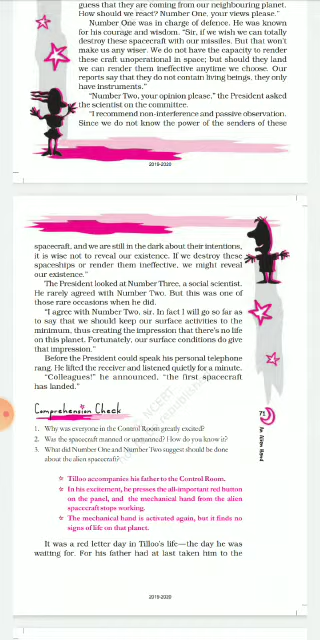 guess that they are coming from our neighbouring planet.
How should we react? Number One, your views please."
Number One was in charge of defence. He was known
for his courage and wisdom. "Sir, if we wish we can totally
destroy these spacecraft with our missiles. But that won't
make us any wiser. We do not have the capacity to render
these craft unoperational in space; but should they land
we can render them ineffective anytime we choose. Our
reports say that they do not contain living beings, they only
have instruments."
"Number Two, your opinion please," the President asked
the scientist on the committee.
"I recommend non-interference and passive observation.
Since we do not know the power of the senders of these
2019-2020
spacecraft, and we are still in the dark about their intentions,
it is wise not to reveal our existence. If we destroy these
spaceships or render them ineffective, we might reveal
our existence."
The President looked at Number Three, a social scientist.
He rarely agreed with Number Two. But this was one of
those rare occasions when he did.
"I agree with Number Two, sir. In fact I will go so far as
to say that we should keep our surface activities to the
minimum, thus creating the impression that there's no life
on this planet. Fortunately, our surface conditions do give
that impression."
Before the President could speak his personal telephone
rang. He lifted the receiver and listened quietly for a minute.
"Colleagues!" he announced, "the first spacecraft
has landed."
Comprehension Check
71
An Alien Hand
1. Why was everyone in the Control Room greatly excited?
2. Was the spacecraft manned or unmanned? How do you know it?
3. What did Number One and Number Two suggest should be done
about the alien spacecraft?
Tilloo accompanies his father to the Control Room.
In his excitement, he presses the all-important red button
on the panel, and the mechanical hand from the alien
spacecraft stops working.
The mechanical hand is activated again, but it finds no
signs of life on that planet.
It was a red letter day in Tilloo's life—the day he was
waiting for. For his father had at last taken him to the
2019-2020